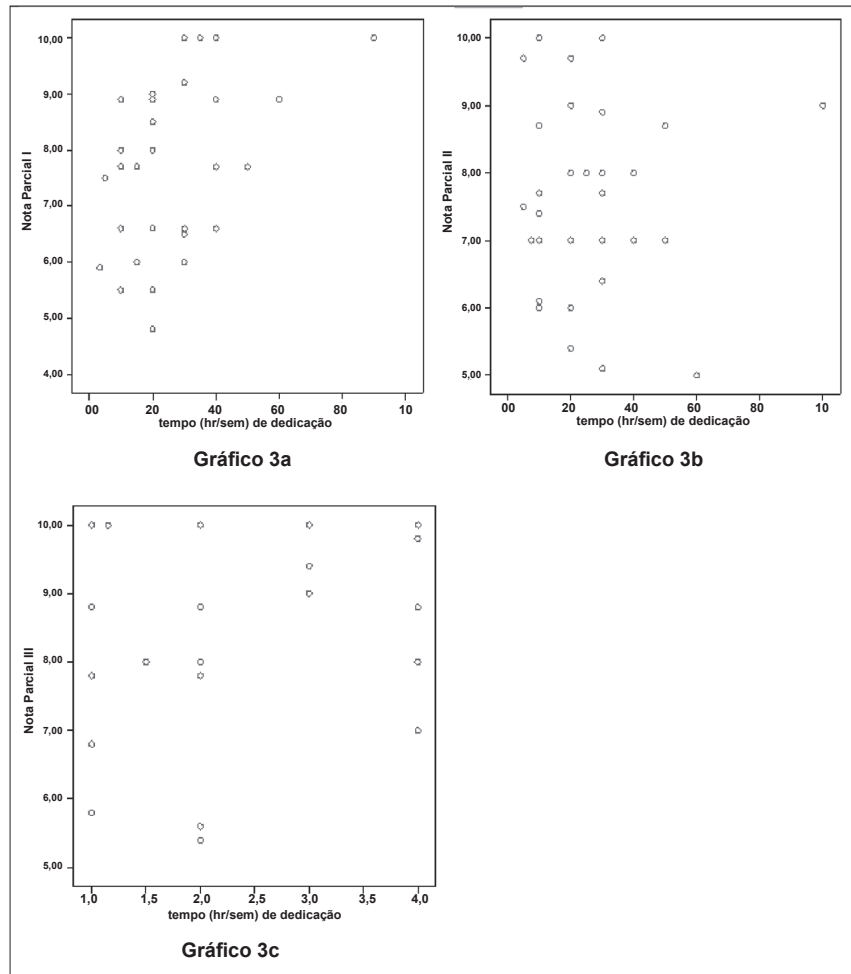 10,00
9,00
8,00
7,00
6,00
5,00
4,00
Nota Parcial I
00 20 40 60 80 10
tempo (hr/sem) de dedicação
Gráfico 3a
10,00
9,00
8,00
7,00
6,00
5,00
Nota Parcial II
00 20 40 60 80 10
tempo (hr/sem) de dedicação
Gráfico 3b
10,00
9,00
8,00
7,00
6,00
5,00
Nota Parcial III
1,0 1,5 2,0 2,5 3,0 3,5 4,0
tempo (hr/sem) de dedicação
Gráfico 3c